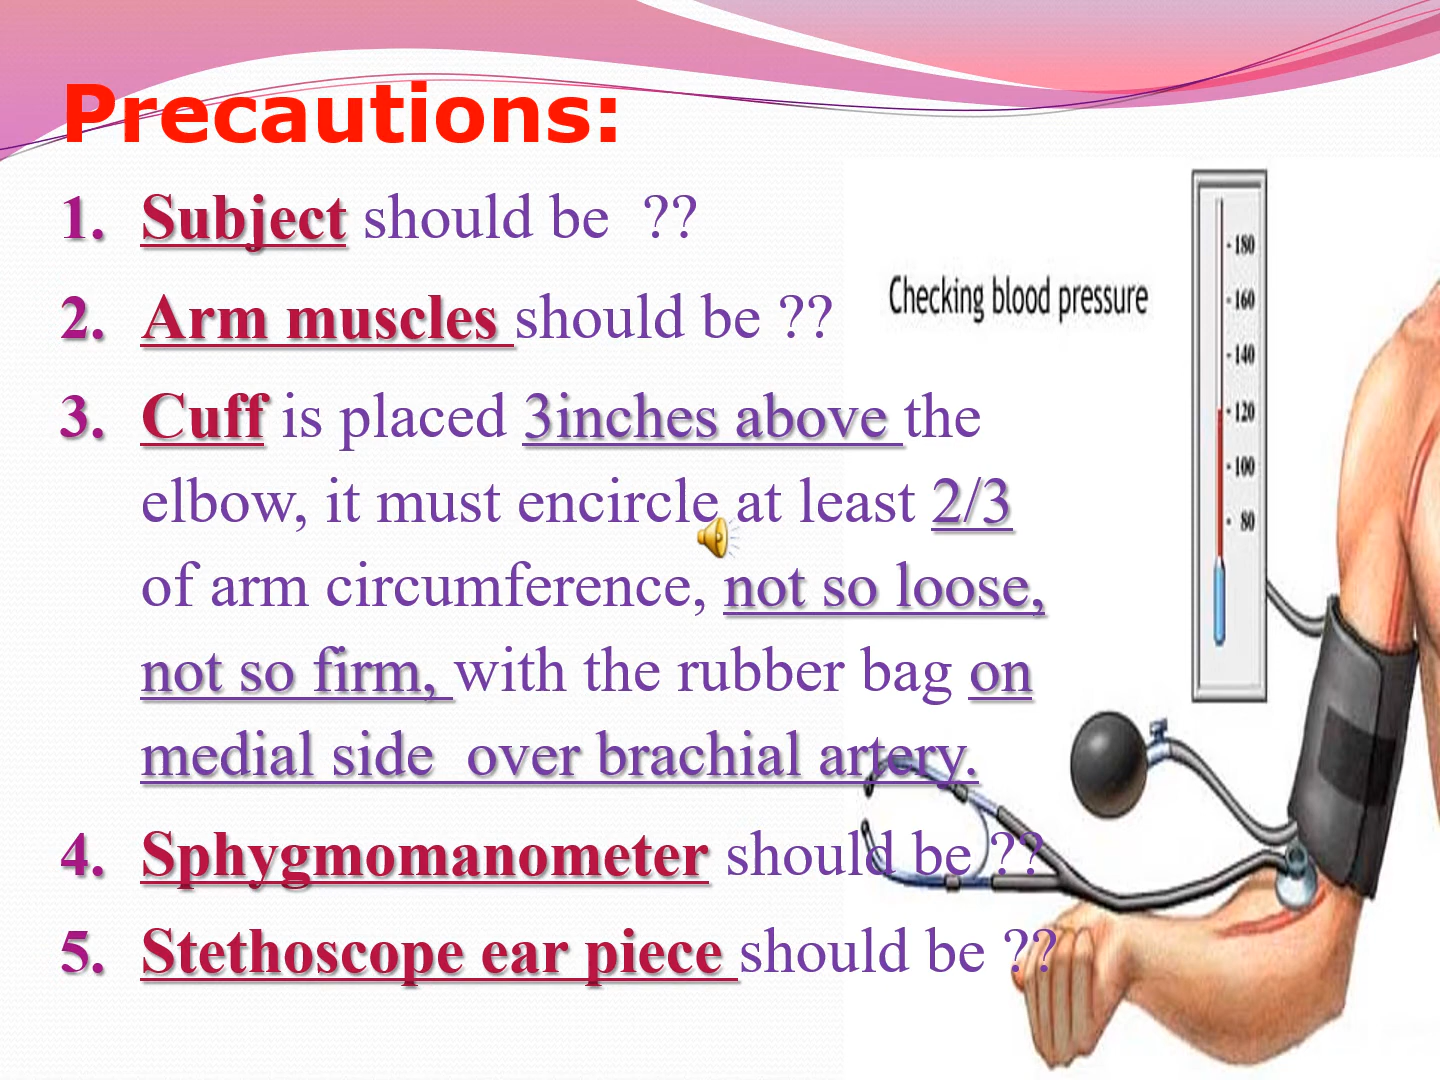 Precautions:
1. Subject should be ??
2. Arm muscles should be ??
3. Cuff is placed 3inches above the
elbow, it must encircle at least 2/3
of arm circumference, not so loose,
not so firm, with the rubber bag on
medial side over brachial artery.
4. Sphygmomanometer should be ??
5. Stethoscope ear piece should be ??
Checking blood pressure
- 180
- 160
- 140
- 120
- 100
- 80